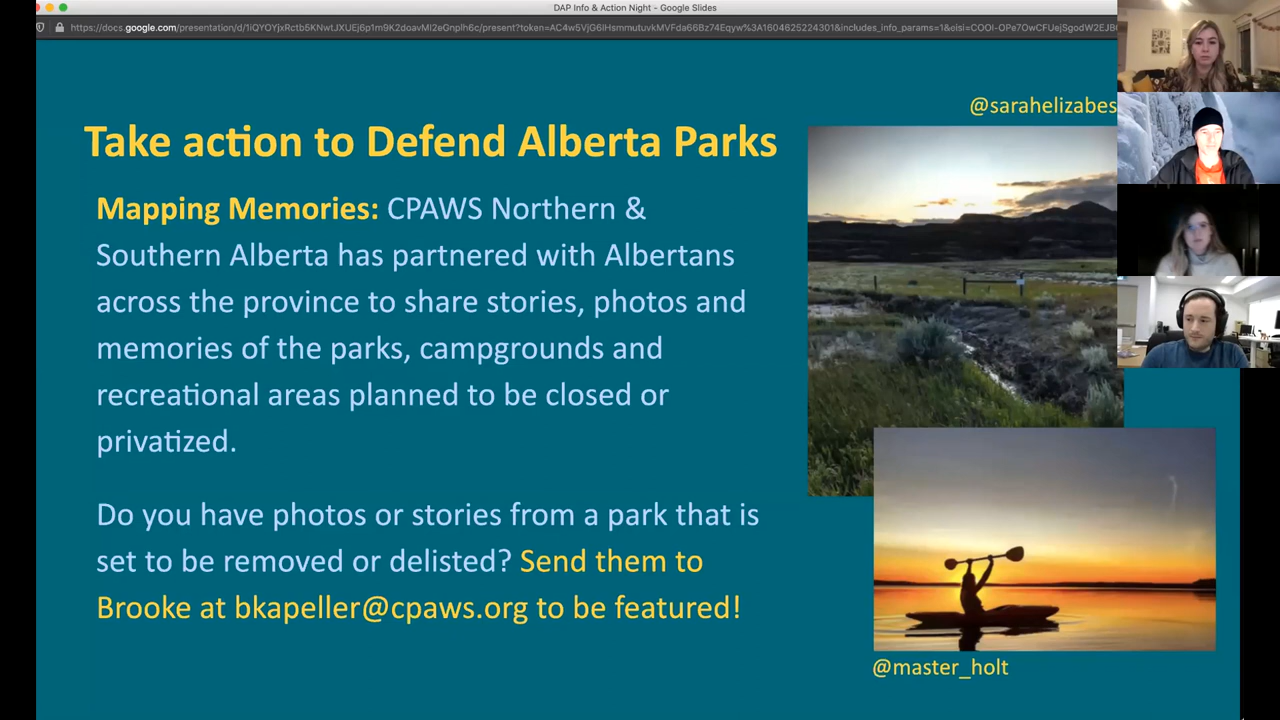 DAP Info & Action Night - Google Slides
@sarahelizabes
Take action to Defend Alberta Parks
Mapping Memories: CPAWS Northern &
Southern Alberta has partnered with Albertans
across the province to share stories, photos and
memories of the parks, campgrounds and
recreational areas planned to be closed or
privatized.
Do you have photos or stories from a park that is
set to be removed or delisted? Send them to
Brooke at bkapeller@cpaws.org to be featured!
@master_holt